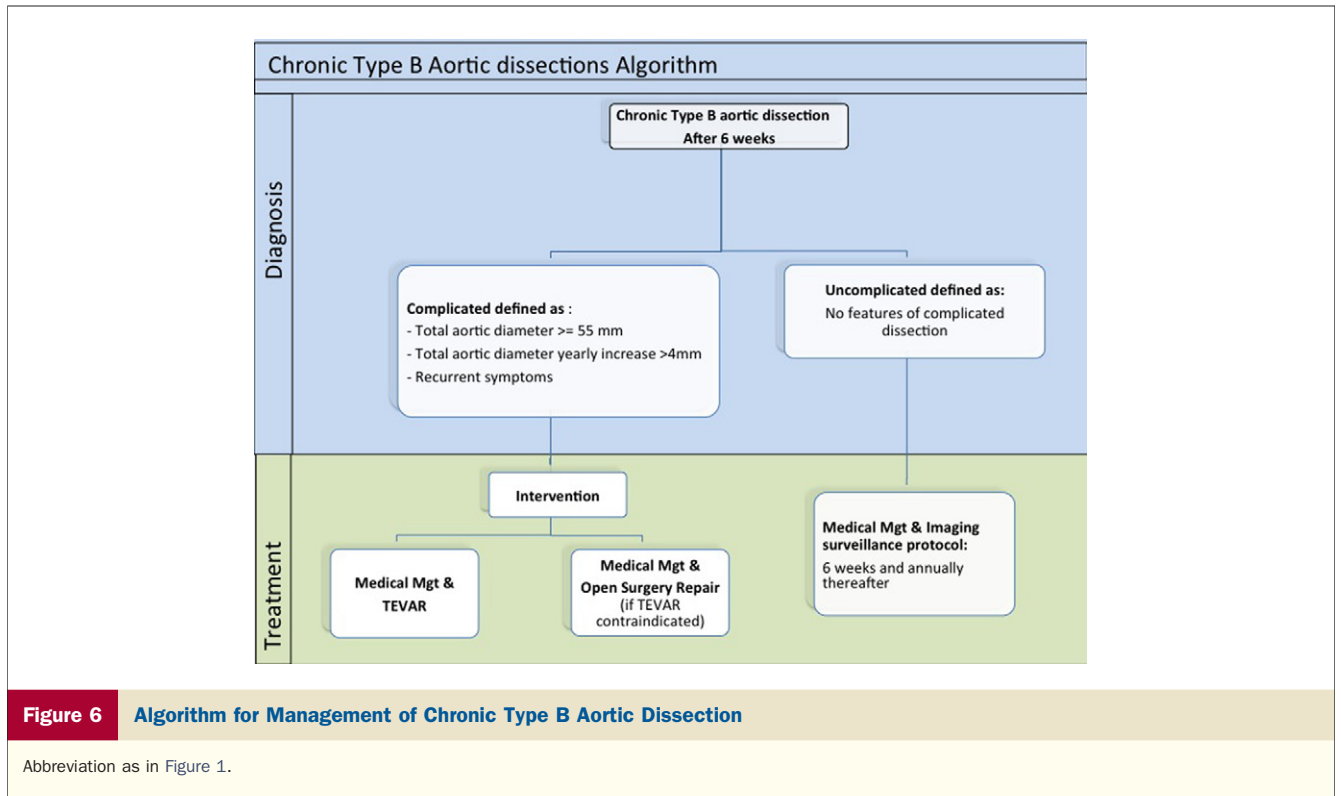 Chronic Type B Aortic dissections Algorithm
Diagnosis
Chronic Type B aortic dissection
After 6 weeks
Complicated defined as :
- Total aortic diameter >= 55 mm
- Total aortic diameter yearly increase >4mm
- Recurrent symptoms
Uncomplicated defined as:
No features of complicated
dissection
Treatment
Intervention
Medical Mgt &
TEVAR
Medical Mgt &
Open Surgery Repair
(if TEVAR
contraindicated)
Medical Mgt & Imaging
surveillance protocol:
6 weeks and annually
thereafter
Figure 6 Algorithm for Management of Chronic Type B Aortic Dissection
Abbreviation as in Figure 1.